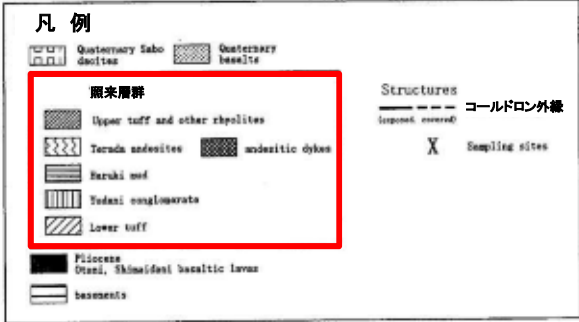 凡 例
Quaternary Sabo dacites
Quaternary basalts
照来層群
Upper tuff and other rhyolites
Terada andesites
andesitic dykes
Haruki mud
Yodani conglomerate
Lower tuff
Pliocene
Otani, Shimaidani basaltic lavas
basements
Structures
コールドロン外縁
(exposed, covered)
X Sampling sites